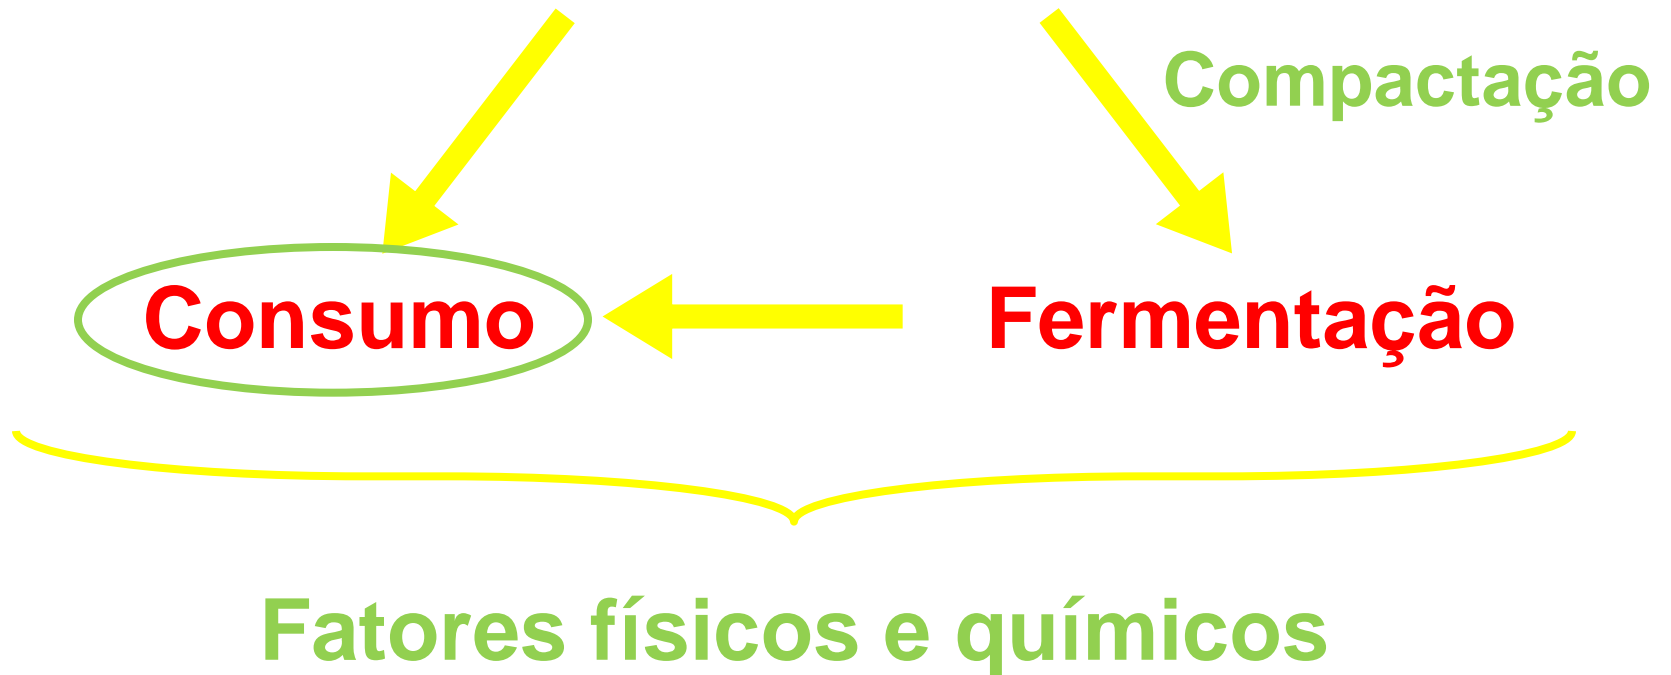 Compactação
Consumo
Fermentação
Fatores físicos e químicos